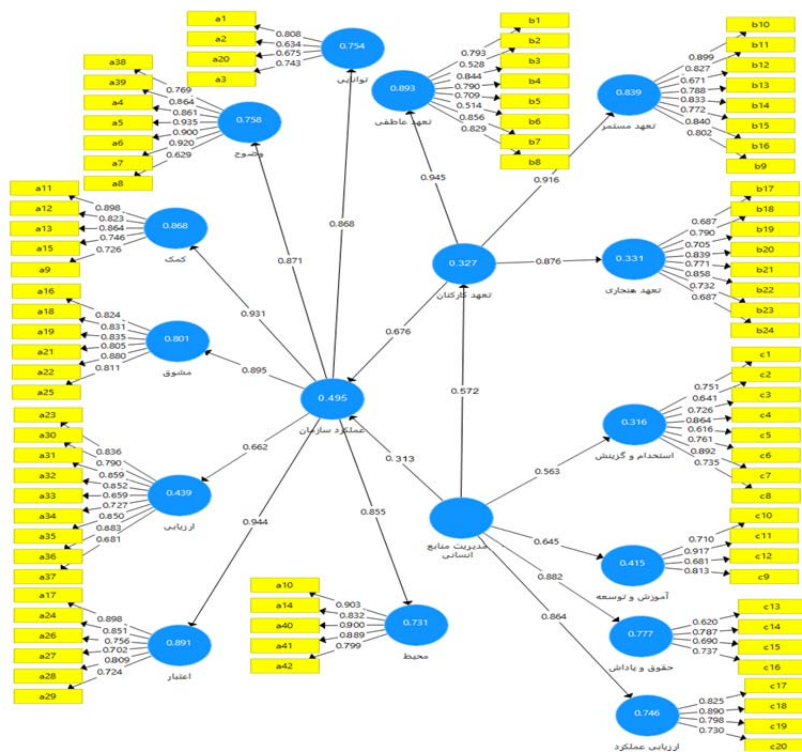 a1
a2
a20
a3
0.808
0.634
0.675
0.743
0.754
توانایی
a38
a39
a4
a5
a6
a7
a8
0.769
0.864
0.861
0.935
0.900
0.920
0.629
0.758
وضوح
b1
b2
b3
b4
b5
b6
b7
b8
0.793
0.528
0.844
0.790
0.709
0.514
0.856
0.829
0.893
تعهد عاطفی
b10
b11
b12
b13
b14
b15
b16
b9
0.899
0.827
0.671
0.788
0.833
0.772
0.840
0.802
0.839
تعهد مستمر
a11
a12
a13
a15
a9
0.898
0.823
0.864
0.746
0.726
0.868
کمک
0.868
0.871
0.931
0.945
0.916
b17
b18
b19
b20
b21
b22
b23
b24
0.687
0.790
0.705
0.839
0.771
0.858
0.732
0.687
0.331
تعهد هنجاری
0.876
0.327
تعهد کارکنان
a16
a18
a19
a21
a22
a25
0.824
0.831
0.835
0.805
0.880
0.811
0.801
مشوق
0.895
0.676
0.572
0.495
عملکرد سازمان
c1
c2
c3
c4
c5
c6
c7
c8
0.751
0.641
0.726
0.864
0.616
0.761
0.892
0.735
0.316
استخدام و گزینش
a23
a30
a31
a32
a33
a34
a35
a36
a37
0.836
0.790
0.859
0.852
0.659
0.727
0.850
0.883
0.681
0.439
ارزیابی
0.662
0.313
0.563
0.944
0.855
0.645
0.882
0.864
مدیریت منابع
انسانی
c10
c11
c12
c9
0.710
0.917
0.681
0.813
0.415
آموزش و توسعه
a17
a24
a26
a27
a28
a29
0.898
0.851
0.756
0.702
0.809
0.724
0.891
اعتبار
a10
a14
a40
a41
a42
0.903
0.832
0.900
0.889
0.799
0.731
محیط
c13
c14
c15
c16
0.620
0.787
0.690
0.737
0.777
حقوق و پاداش
c17
c18
c19
c20
0.825
0.890
0.798
0.730
0.746
ارزیابی عملکرد